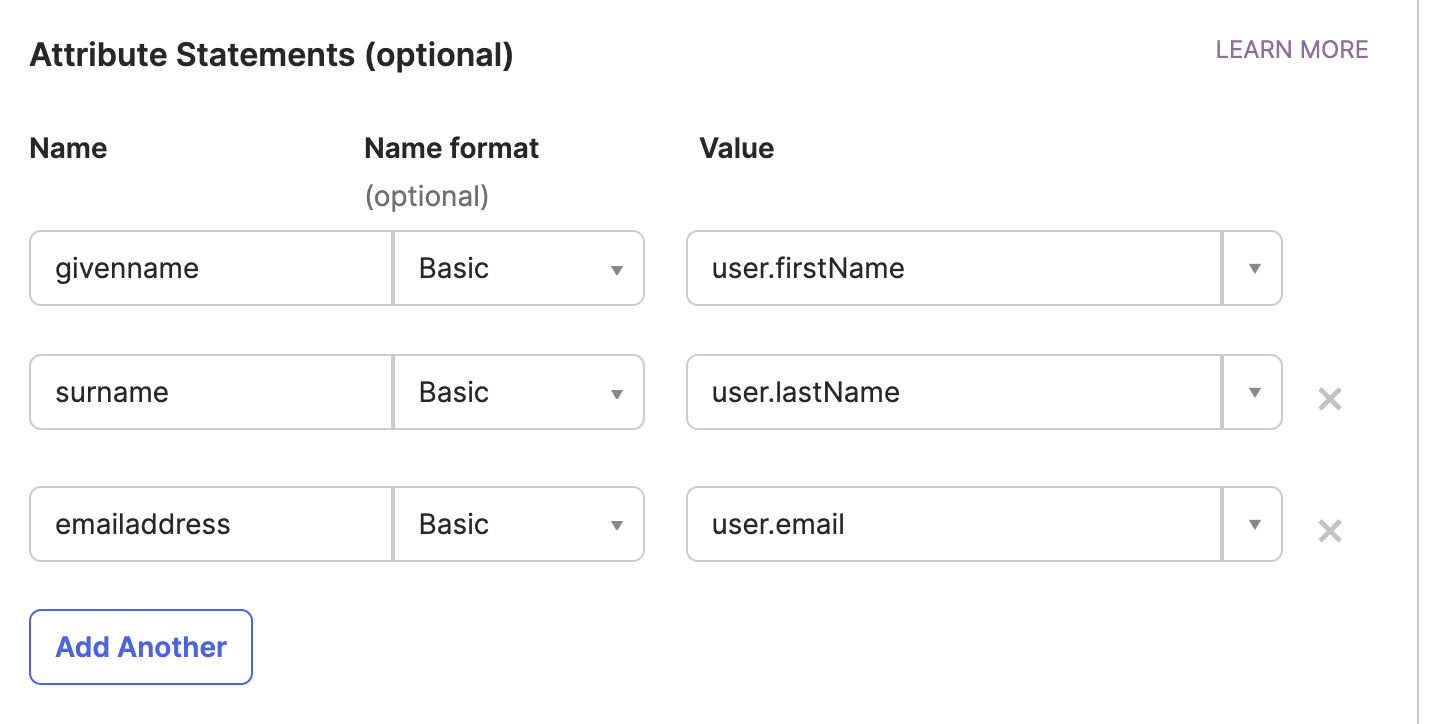 Attribute Statements (optional) LEARN MORE
Name Name format Value
(optional)
givenname Basic user.firstName
surname Basic user.lastName
emailaddress Basic user.email
Add Another